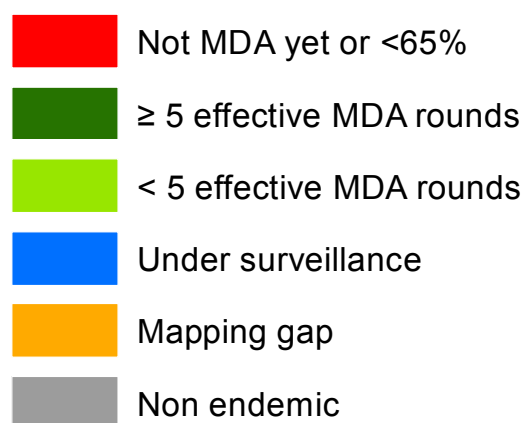 Not MDA yet or <65%
≥ 5 effective MDA rounds
< 5 effective MDA rounds
Under surveillance
Mapping gap
Non endemic